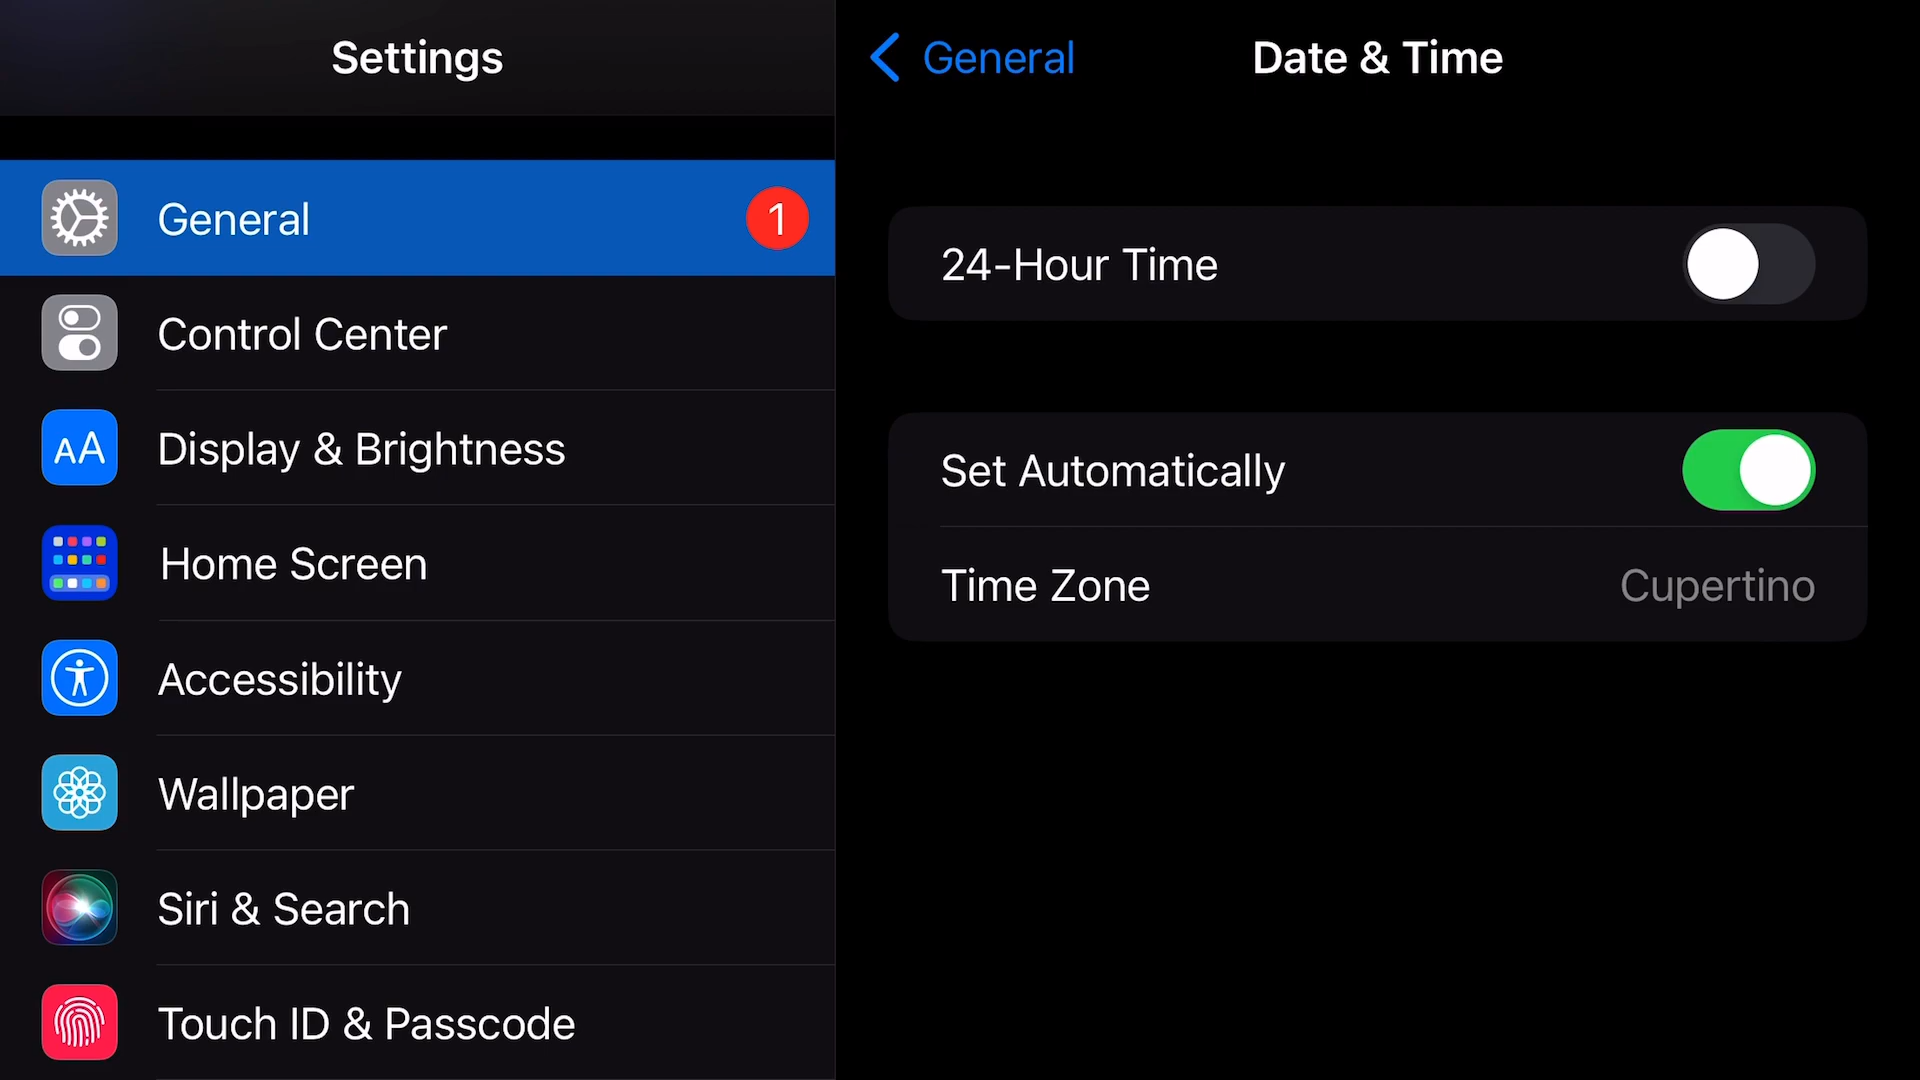 Settings
General
1
Control Center
AA
Display & Brightness
Home Screen
Accessibility
Wallpaper
Siri & Search
Touch ID & Passcode
General
Date & Time
24-Hour Time
Set Automatically
Time Zone
Cupertino